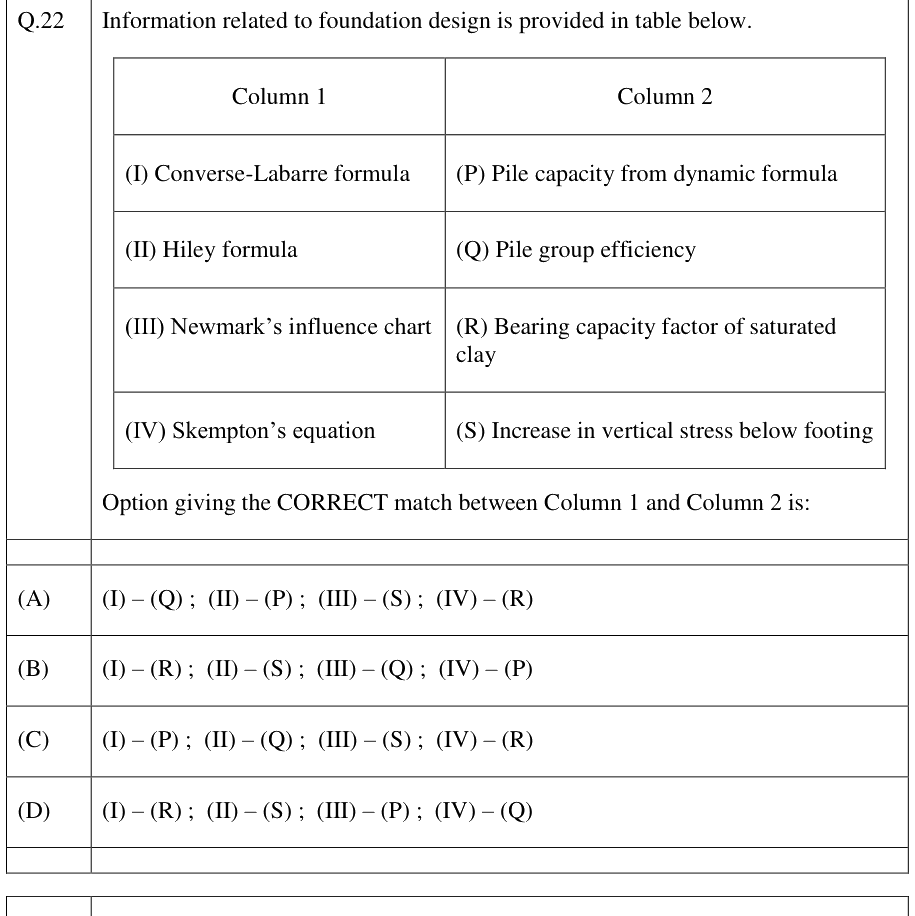 Q.22 Information related to foundation design is provided in table below.
Column 1 Column 2
(I) Converse-Labarre formula (P) Pile capacity from dynamic formula
(II) Hiley formula (Q) Pile group efficiency
(III) Newmark’s influence chart (R) Bearing capacity factor of saturated
clay
(IV) Skempton’s equation (S) Increase in vertical stress below footing
Option giving the CORRECT match between Column 1 and Column 2 is:
(A) (I) – (Q) ; (II) – (P) ; (III) – (S) ; (IV) – (R)
(B) (I) – (R) ; (II) – (S) ; (III) – (Q) ; (IV) – (P)
(C) (I) – (P) ; (II) – (Q) ; (III) – (S) ; (IV) – (R)
(D) (I) – (R) ; (II) – (S) ; (III) – (P) ; (IV) – (Q)